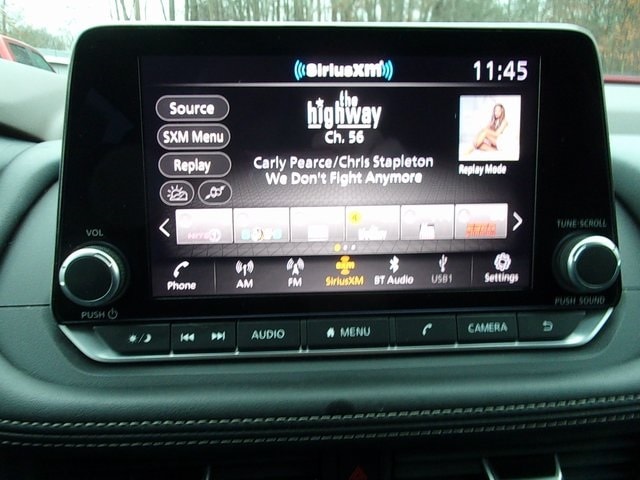 SiriusXM
11:45
Source
SXM Menu
Replay
the
highway
Ch. 56
Carly Pearce/Chris Stapleton
We Don't Fight Anymore
Replay Mode
Phone
AM
FM
SiriusXM
BT Audio
USB1
Settings
VOL
PUSH
TUNE·SCROLL
PUSH SOUND
AUDIO
MENU
CAMERA